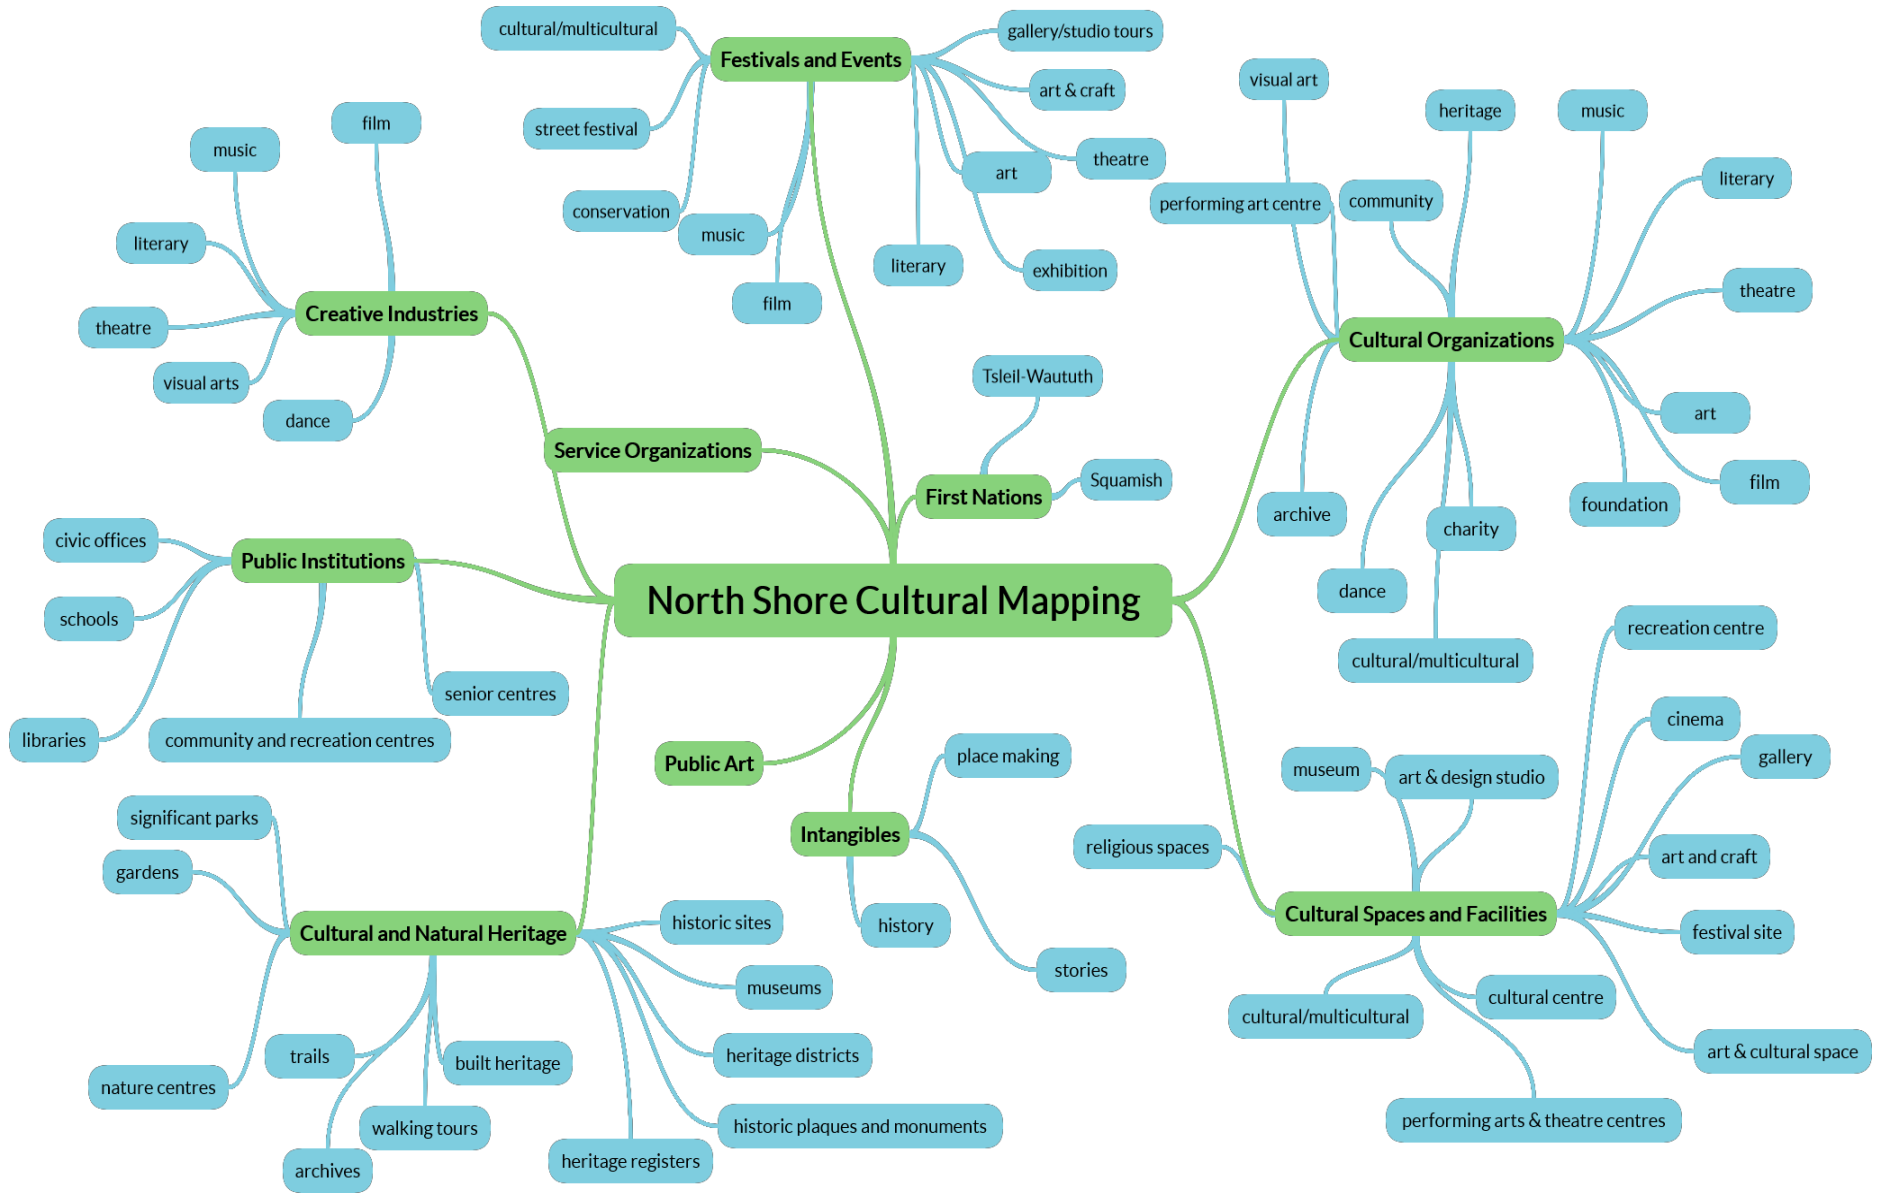 North Shore Cultural Mapping
Festivals and Events
cultural/multicultural
street festival
conservation
music
film
literary
gallery/studio tours
art & craft
theatre
art
exhibition
Creative Industries
film
music
literary
theatre
visual arts
dance
Service Organizations
First Nations
Tsleil-Waututh
Squamish
Cultural Organizations
visual art
performing art centre
community
heritage
music
literary
theatre
art
film
foundation
charity
cultural/multicultural
dance
archive
Public Institutions
civic offices
schools
libraries
community and recreation centres
senior centres
Public Art
Intangibles
place making
history
stories
Cultural and Natural Heritage
significant parks
gardens
nature centres
trails
archives
walking tours
built heritage
historic sites
museums
heritage districts
historic plaques and monuments
heritage registers
Cultural Spaces and Facilities
religious spaces
museum
art & design studio
recreation centre
cinema
gallery
art and craft
festival site
art & cultural space
cultural centre
performing arts & theatre centres
cultural/multicultural